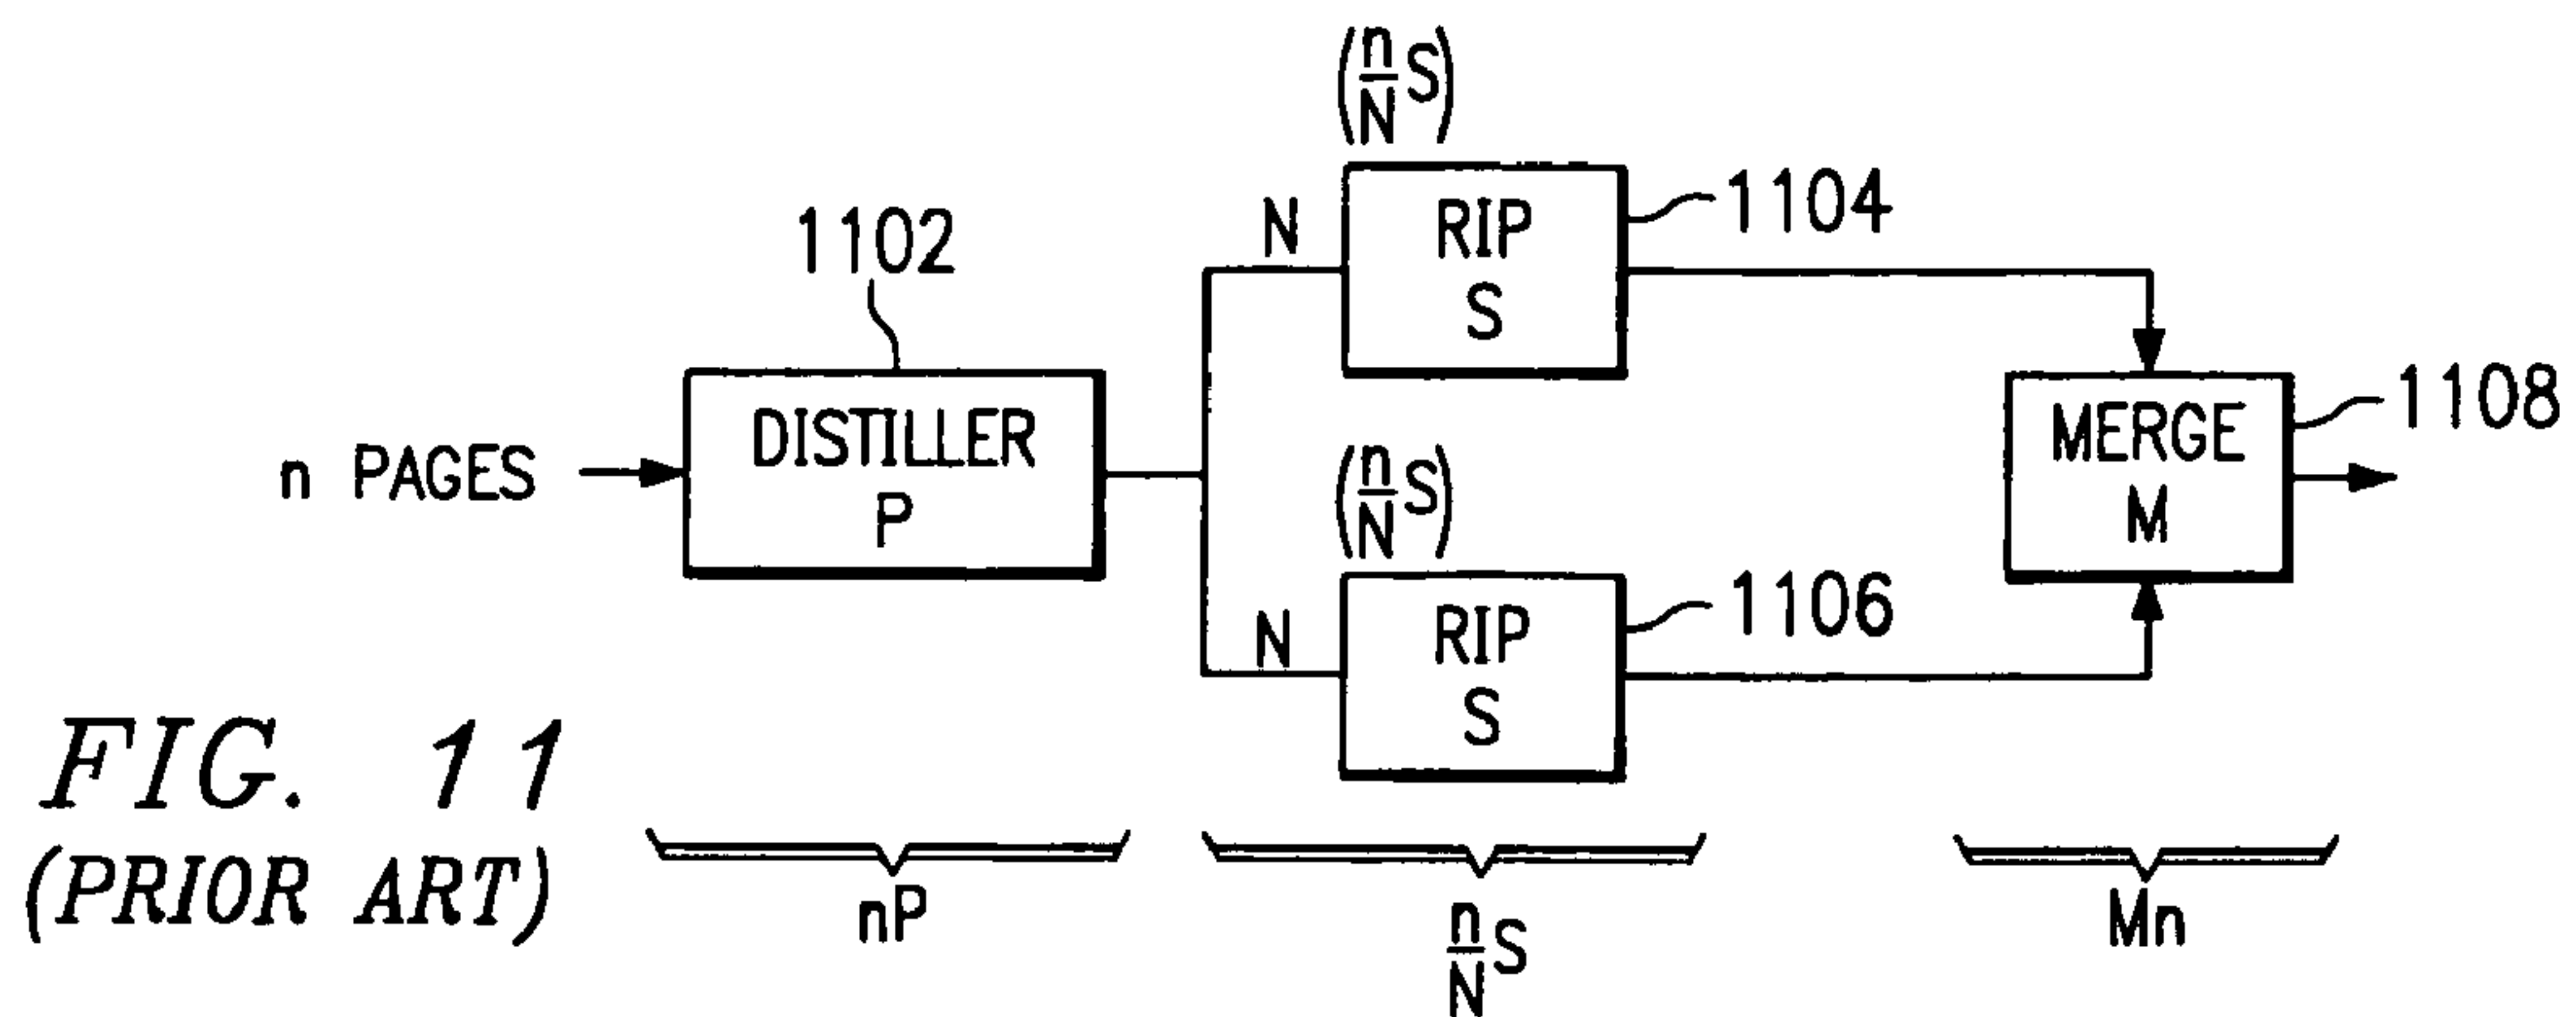 (n/N S)
1104
N
RIP
S
1102
n PAGES
DISTILLER
P
(n/N S)
N
RIP
S
1106
MERGE
M
1108
FIG. 11
(PRIOR ART)
nP
n/N S
Mn